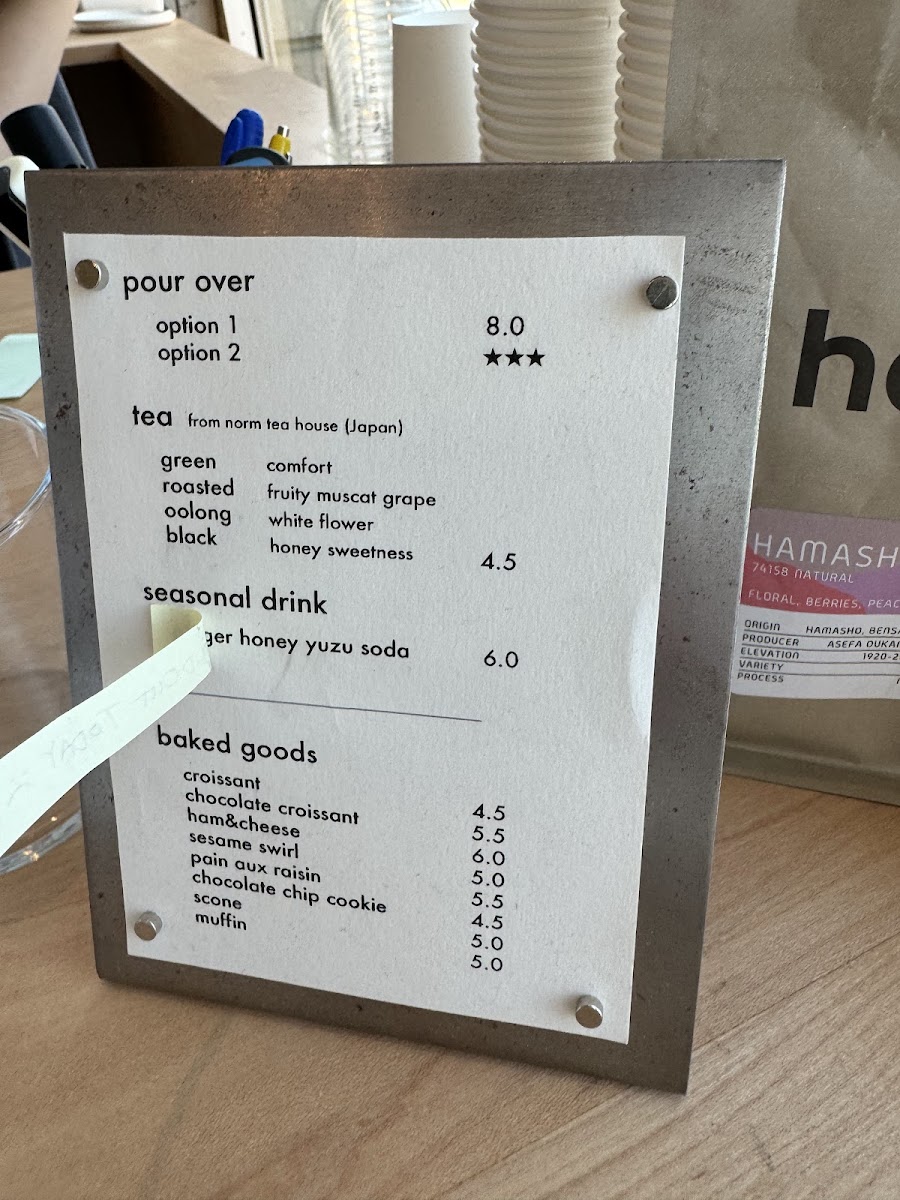 pour over
option 1 8.0
option 2 ★★★
tea from norm tea house (Japan)
green comfort
roasted fruity muscat grape
oolong white flower
black honey sweetness 4.5
seasonal drink
ger honey yuzu soda 6.0
baked goods
croissant 4.5
chocolate croissant 5.5
ham&cheese 6.0
sesame swirl 5.0
pain aux raisin 5.5
chocolate chip cookie 4.5
scone 5.0
muffin 5.0
h
HAMASH
74158 NATURAL
FLORAL, BERRIES, PEAC
ORIGIN HAMASHO, BENSA
PRODUCER ASEFA DUKA
ELEVATION 1920-2
VARIETY
PROCESS